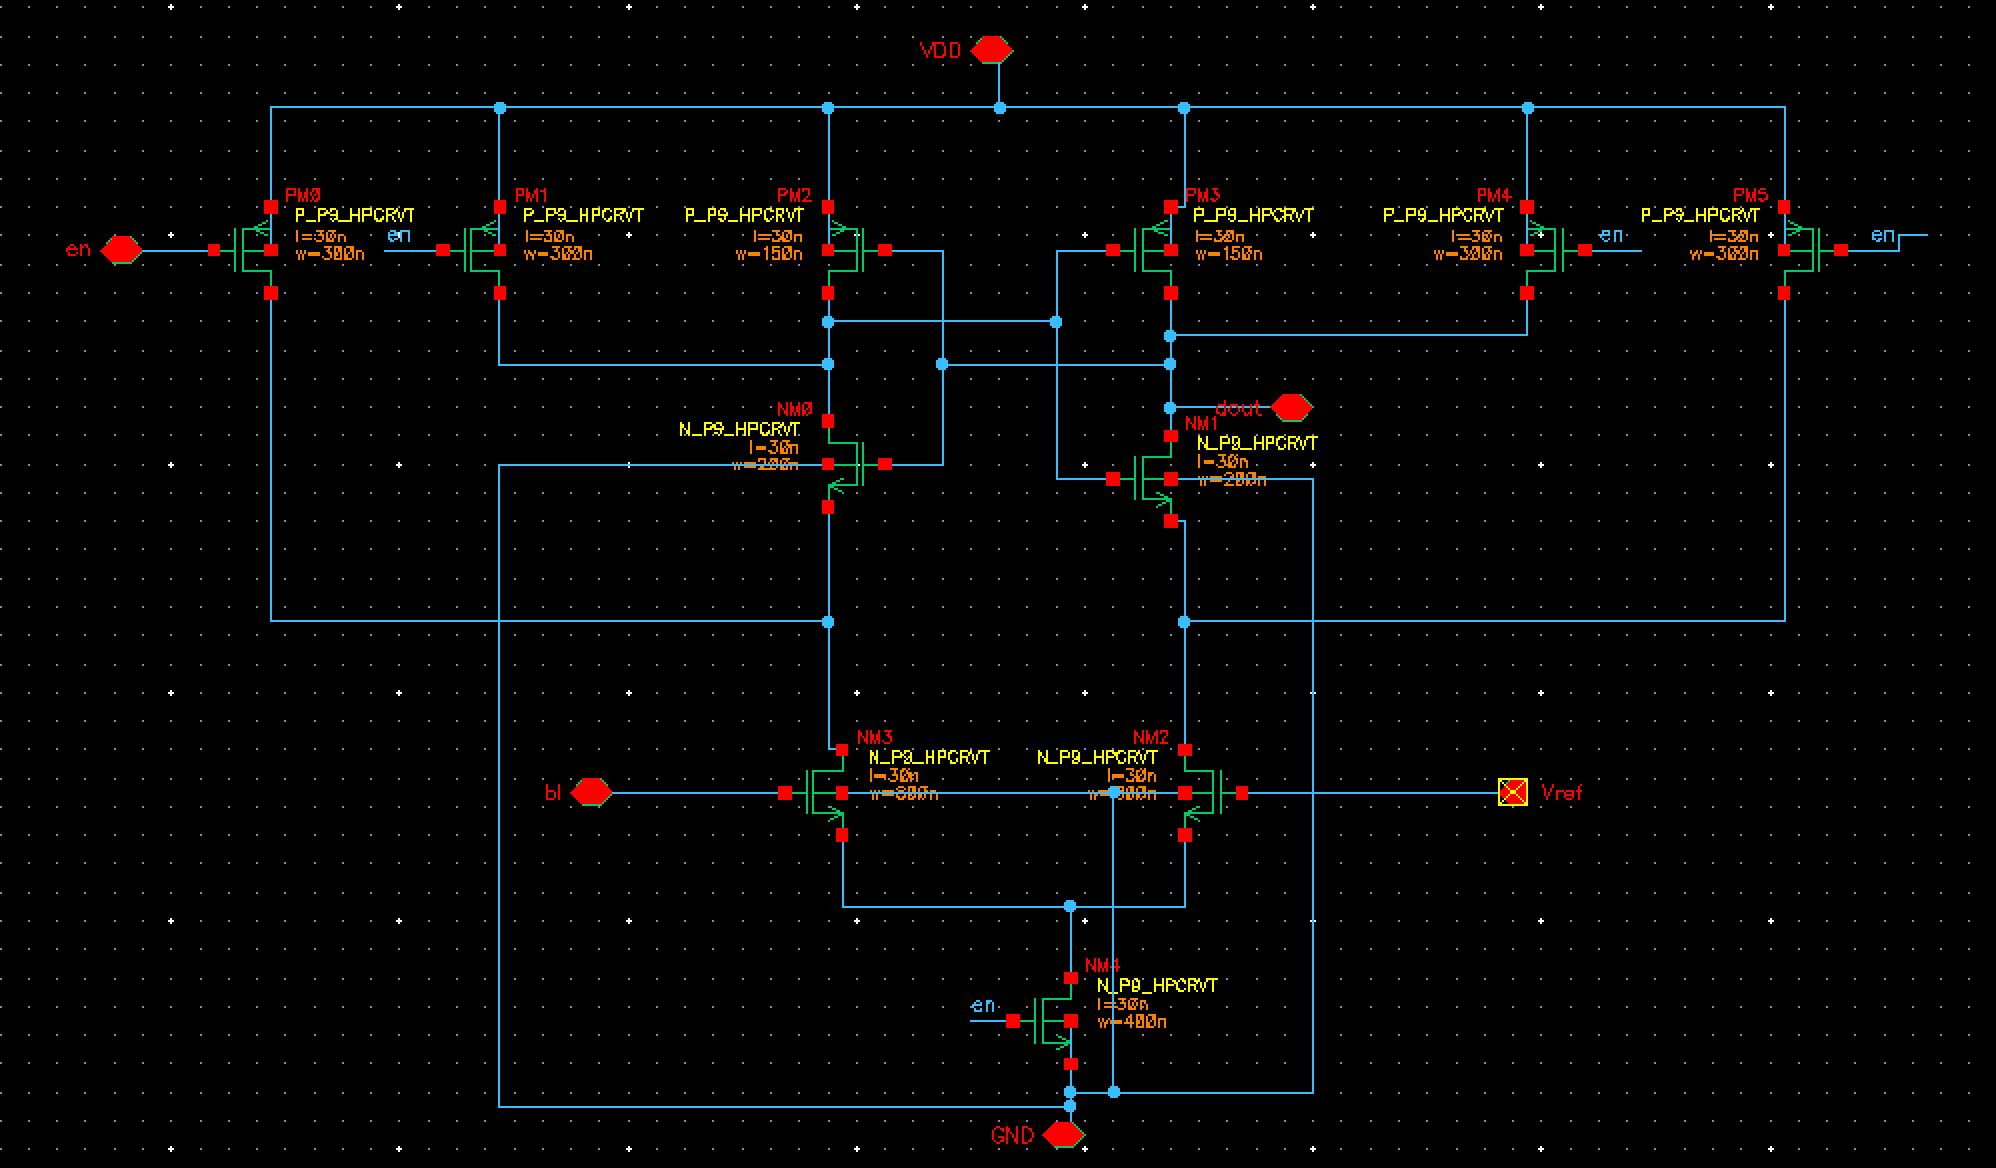 VDD
PM0
P_P9_HPCRVT
l=30n
w=300n
en
PM1
P_P9_HPCRVT
l=30n
w=300n
en
PM2
P_P9_HPCRVT
l=30n
w=150n
PM3
P_P9_HPCRVT
l=30n
w=150n
PM4
P_P9_HPCRVT
l=30n
w=300n
en
PM5
P_P9_HPCRVT
l=30n
w=300n
en
NM0
N_P9_HPCRVT
l=30n
w=200n
dout
NM1
N_P9_HPCRVT
l=30n
w=200n
bl
NM3
N_P9_HPCRVT
l=30n
NM2
N_P9_HPCRVT
l=30n
Vref
NM4
N_P9_HPCRVT
l=30n
w=400n
en
GND